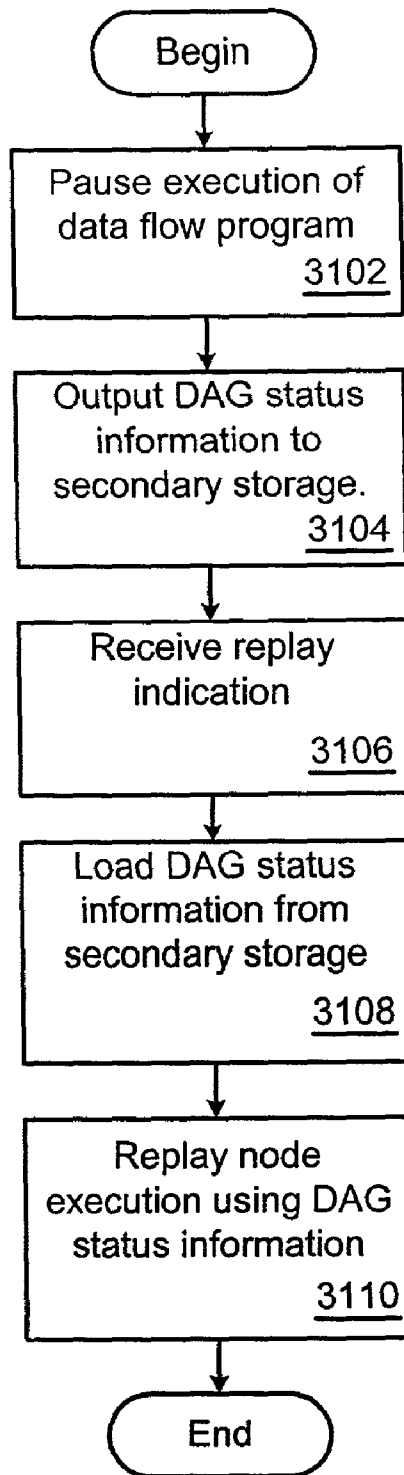 Begin
Pause execution of
data flow program
3102
Output DAG status
information to
secondary storage.
3104
Receive replay
indication
3106
Load DAG status
information from
secondary storage
3108
Replay node
execution using DAG
status information
3110
End